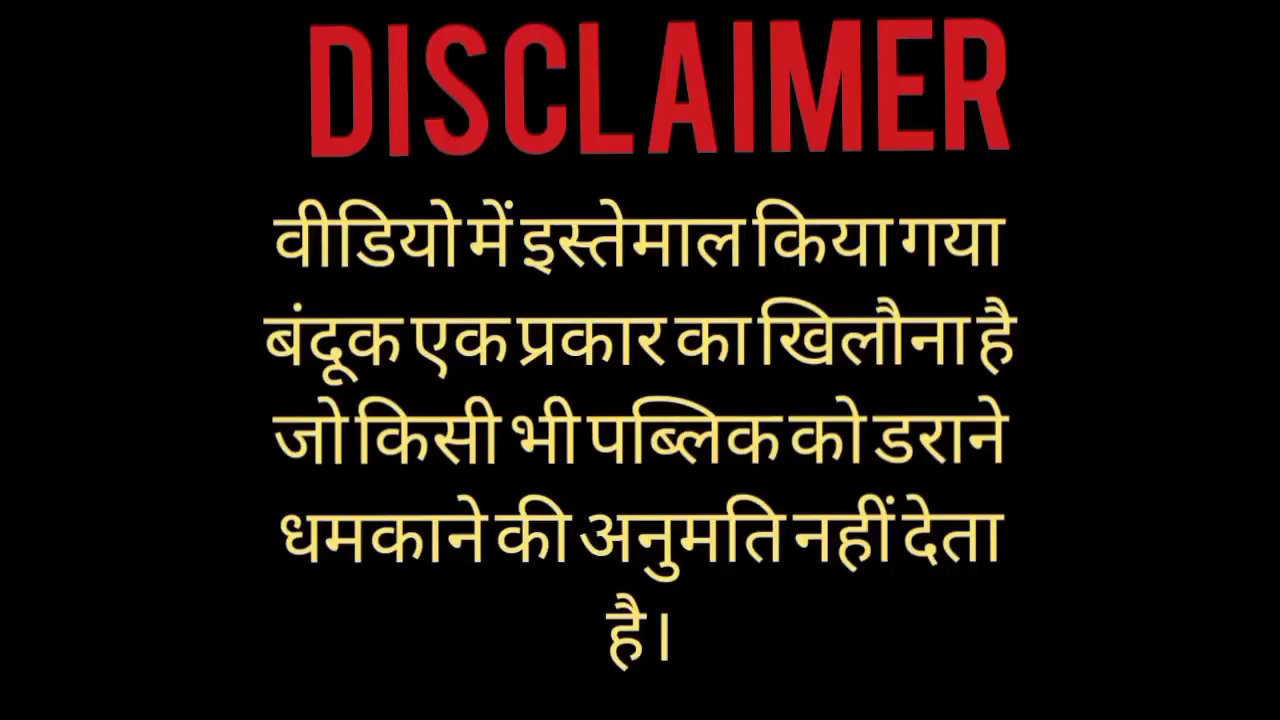 DISCLAIMER
वीडियो में इस्तेमाल किया गया
बंदूक एक प्रकार का खिलौना है
जो किसी भी पब्लिक को डराने
धमकाने की अनुमति नहीं देता
है।